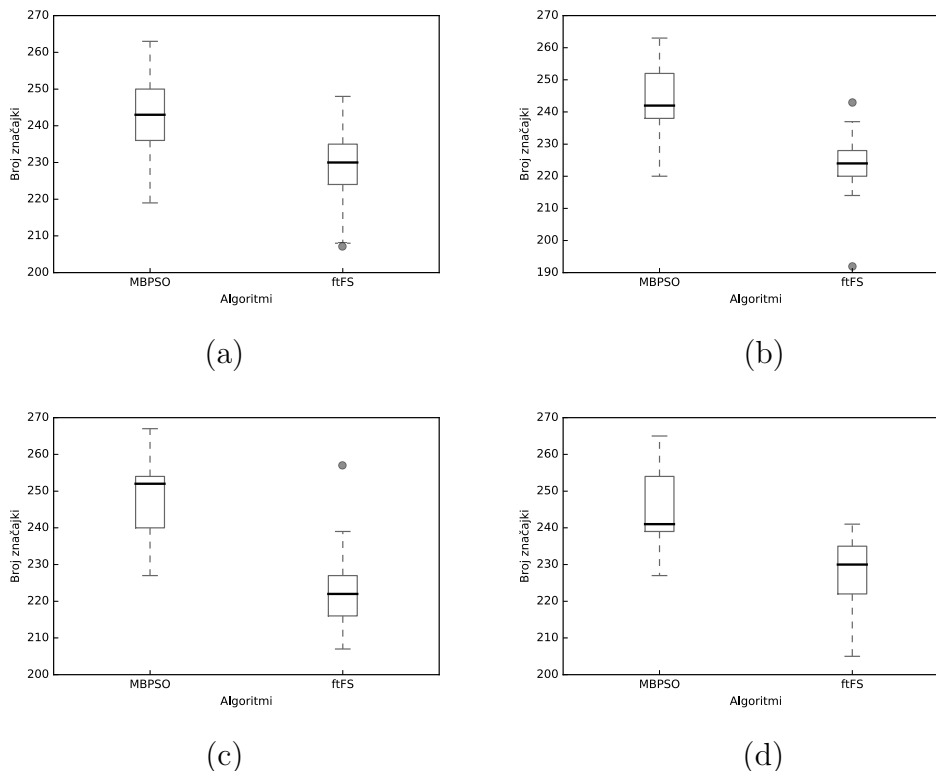 270
260
250
240
230
220
210
200
Broj značajki
MBPSO
ftFS
Algoritmi
(a)
270
260
250
240
230
220
210
200
190
Broj značajki
MBPSO
ftFS
Algoritmi
(b)
270
260
250
240
230
220
210
200
Broj značajki
MBPSO
ftFS
Algoritmi
(c)
270
260
250
240
230
220
210
200
Broj značajki
MBPSO
ftFS
Algoritmi
(d)